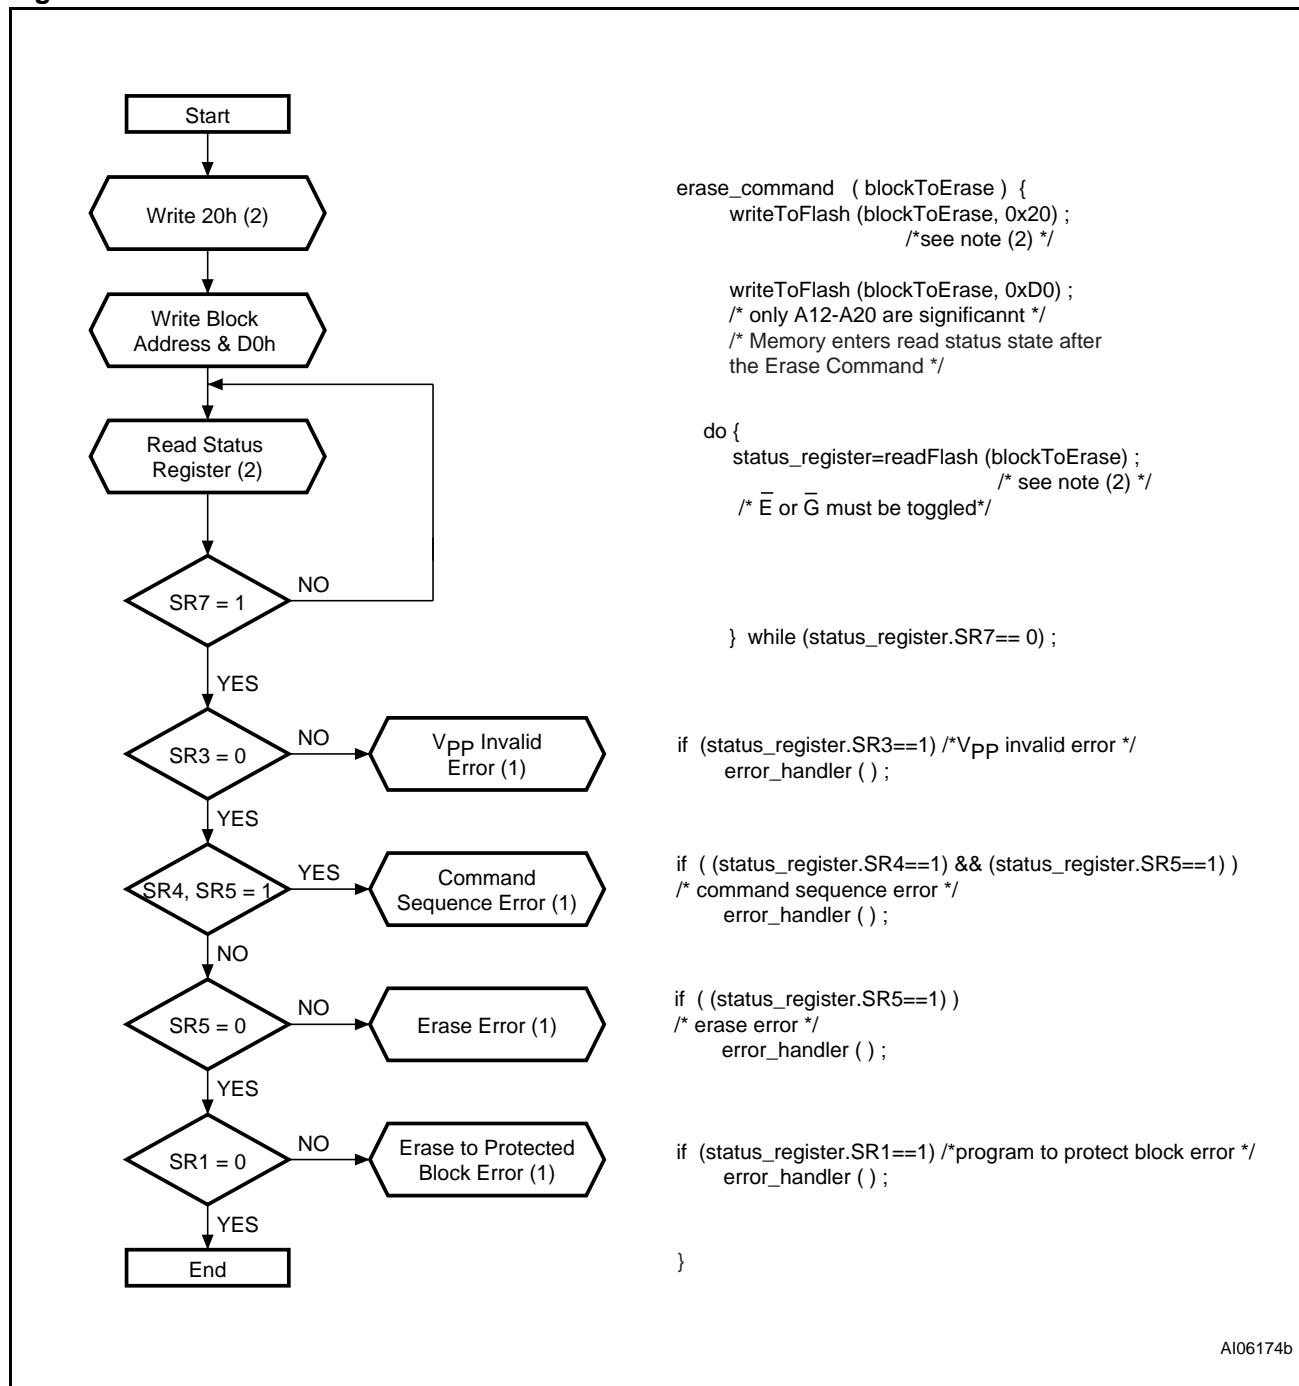 Start
Write 20h (2)
Write Block
Address & D0h
Read Status
Register (2)
SR7 = 1
NO
YES
SR3 = 0
NO
VPP Invalid
Error (1)
YES
SR4, SR5 = 1
YES
Command
Sequence Error (1)
NO
SR5 = 0
NO
Erase Error (1)
YES
SR1 = 0
NO
Erase to Protected
Block Error (1)
YES
End
erase_command ( blockToErase ) {
writeToFlash (blockToErase, 0x20) ;
/*see note (2) */
writeToFlash (blockToErase, 0xD0) ;
/* only A12-A20 are significannt */
/* Memory enters read status state after
the Erase Command */
do {
status_register=readFlash (blockToErase) ;
/* see note (2) */
/* E̅ or G̅ must be toggled*/
} while (status_register.SR7== 0) ;
if (status_register.SR3==1) /*VPP invalid error */
error_handler ( ) ;
if ( (status_register.SR4==1) && (status_register.SR5==1) )
/* command sequence error */
error_handler ( ) ;
if ( (status_register.SR5==1) )
/* erase error */
error_handler ( ) ;
if (status_register.SR1==1) /*program to protect block error */
error_handler ( ) ;
}
AI06174b